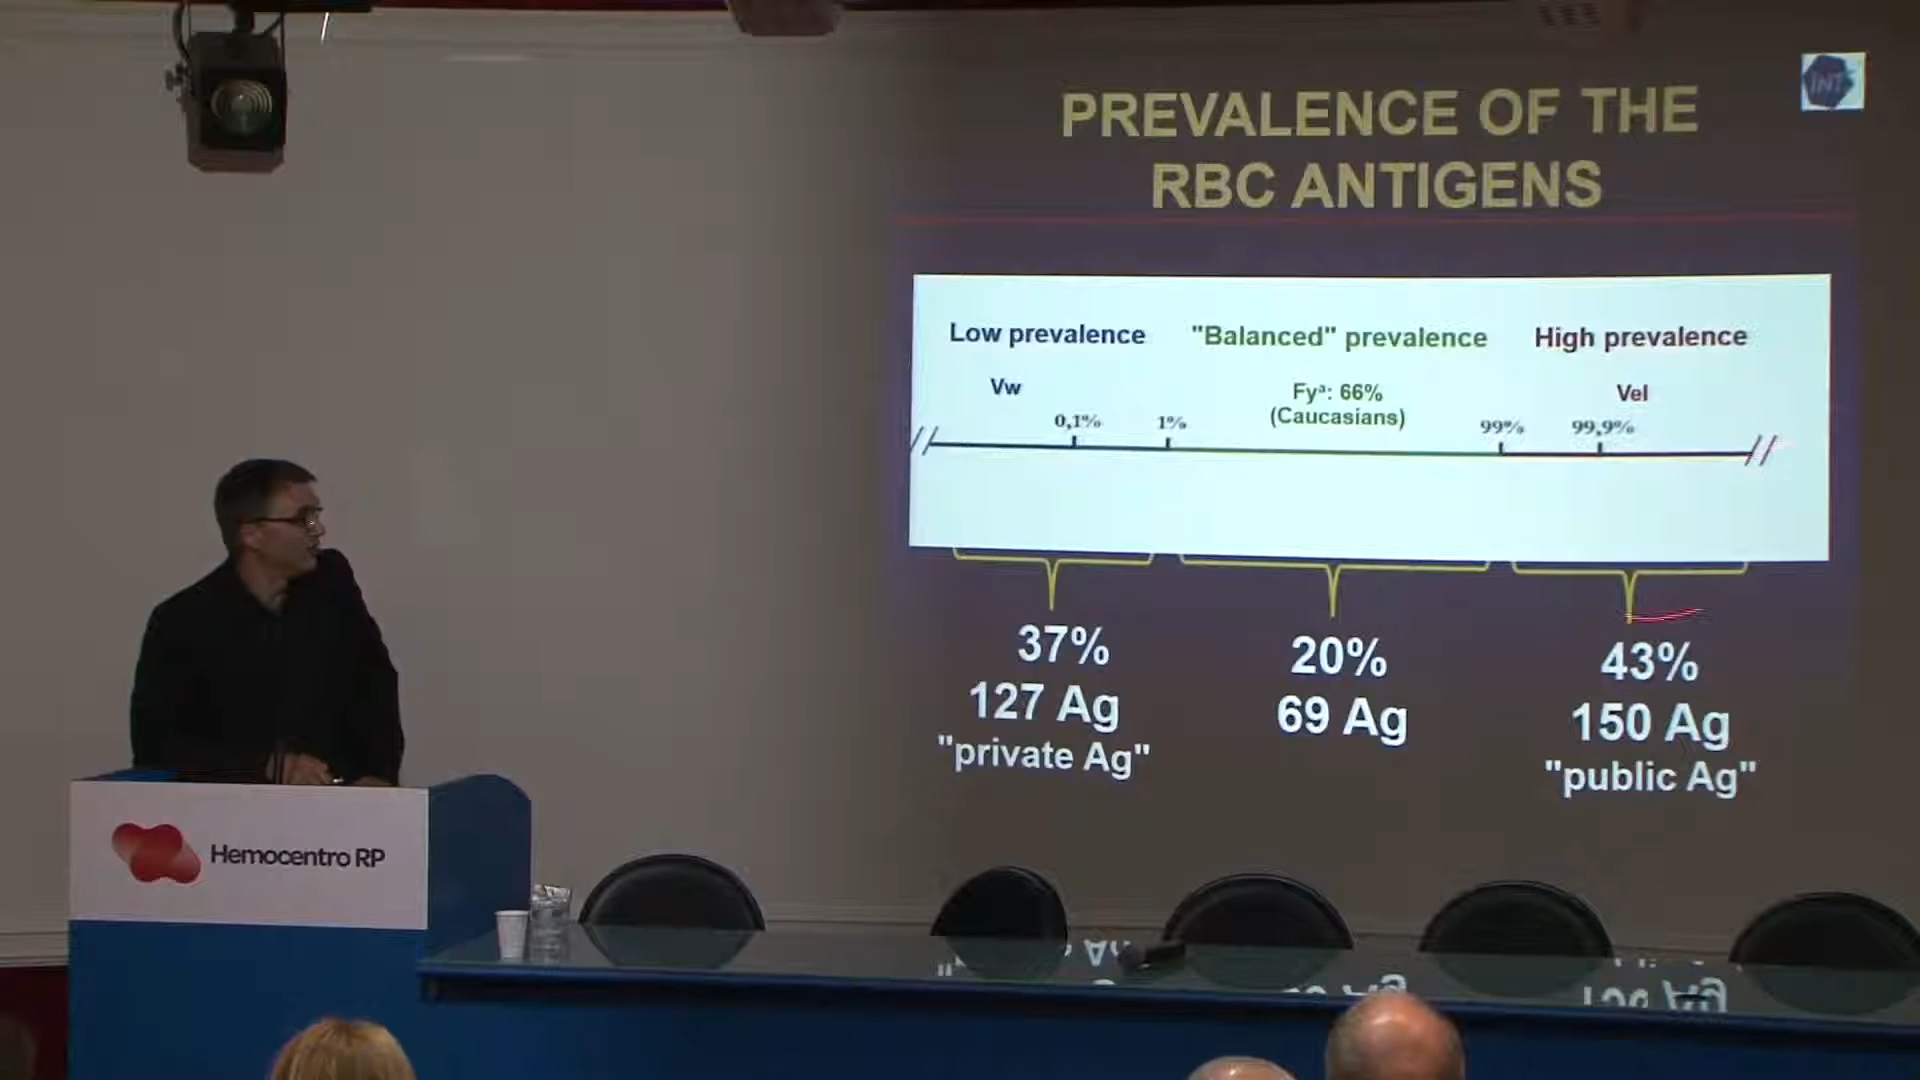 INTS
PREVALENCE OF THE
RBC ANTIGENS
Low prevalence
"Balanced" prevalence
High prevalence
Vw
Fyᵃ: 66%
(Caucasians)
Vel
0,1%
1%
99%
99,9%
37%
127 Ag
"private Ag"
20%
69 Ag
43%
150 Ag
"public Ag"
Hemocentro RP